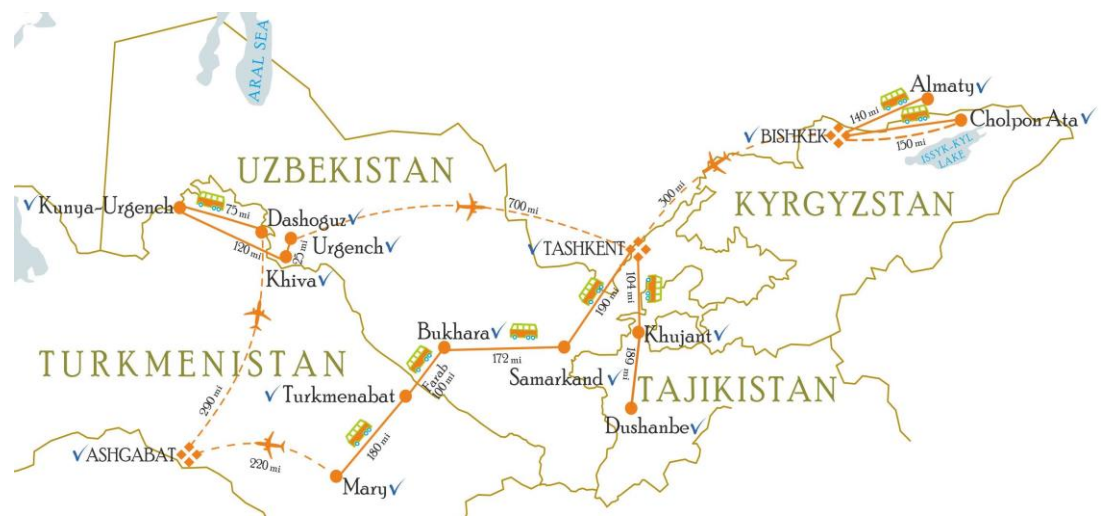 ARAL SEA
Almaty
140 mi
BISHKEK
Cholpon Ata
150 mi
ISSYK-KYL
LAKE
UZBEKISTAN
300 mi
KYRGYZSTAN
Kunya-Urgench
75 mi
Dashoguz
700 mi
120 mi
Urgench
25 mi
TASHKENT
Khiva
104 mi
190 mi
Bukhara
Khujant
172 mi
TURKMENISTAN
Samarkand
189 mi
TAJIKISTAN
Farab
100 mi
Turkmenabat
290 mi
Dushanbe
180 mi
ASHGABAT
220 mi
Mary